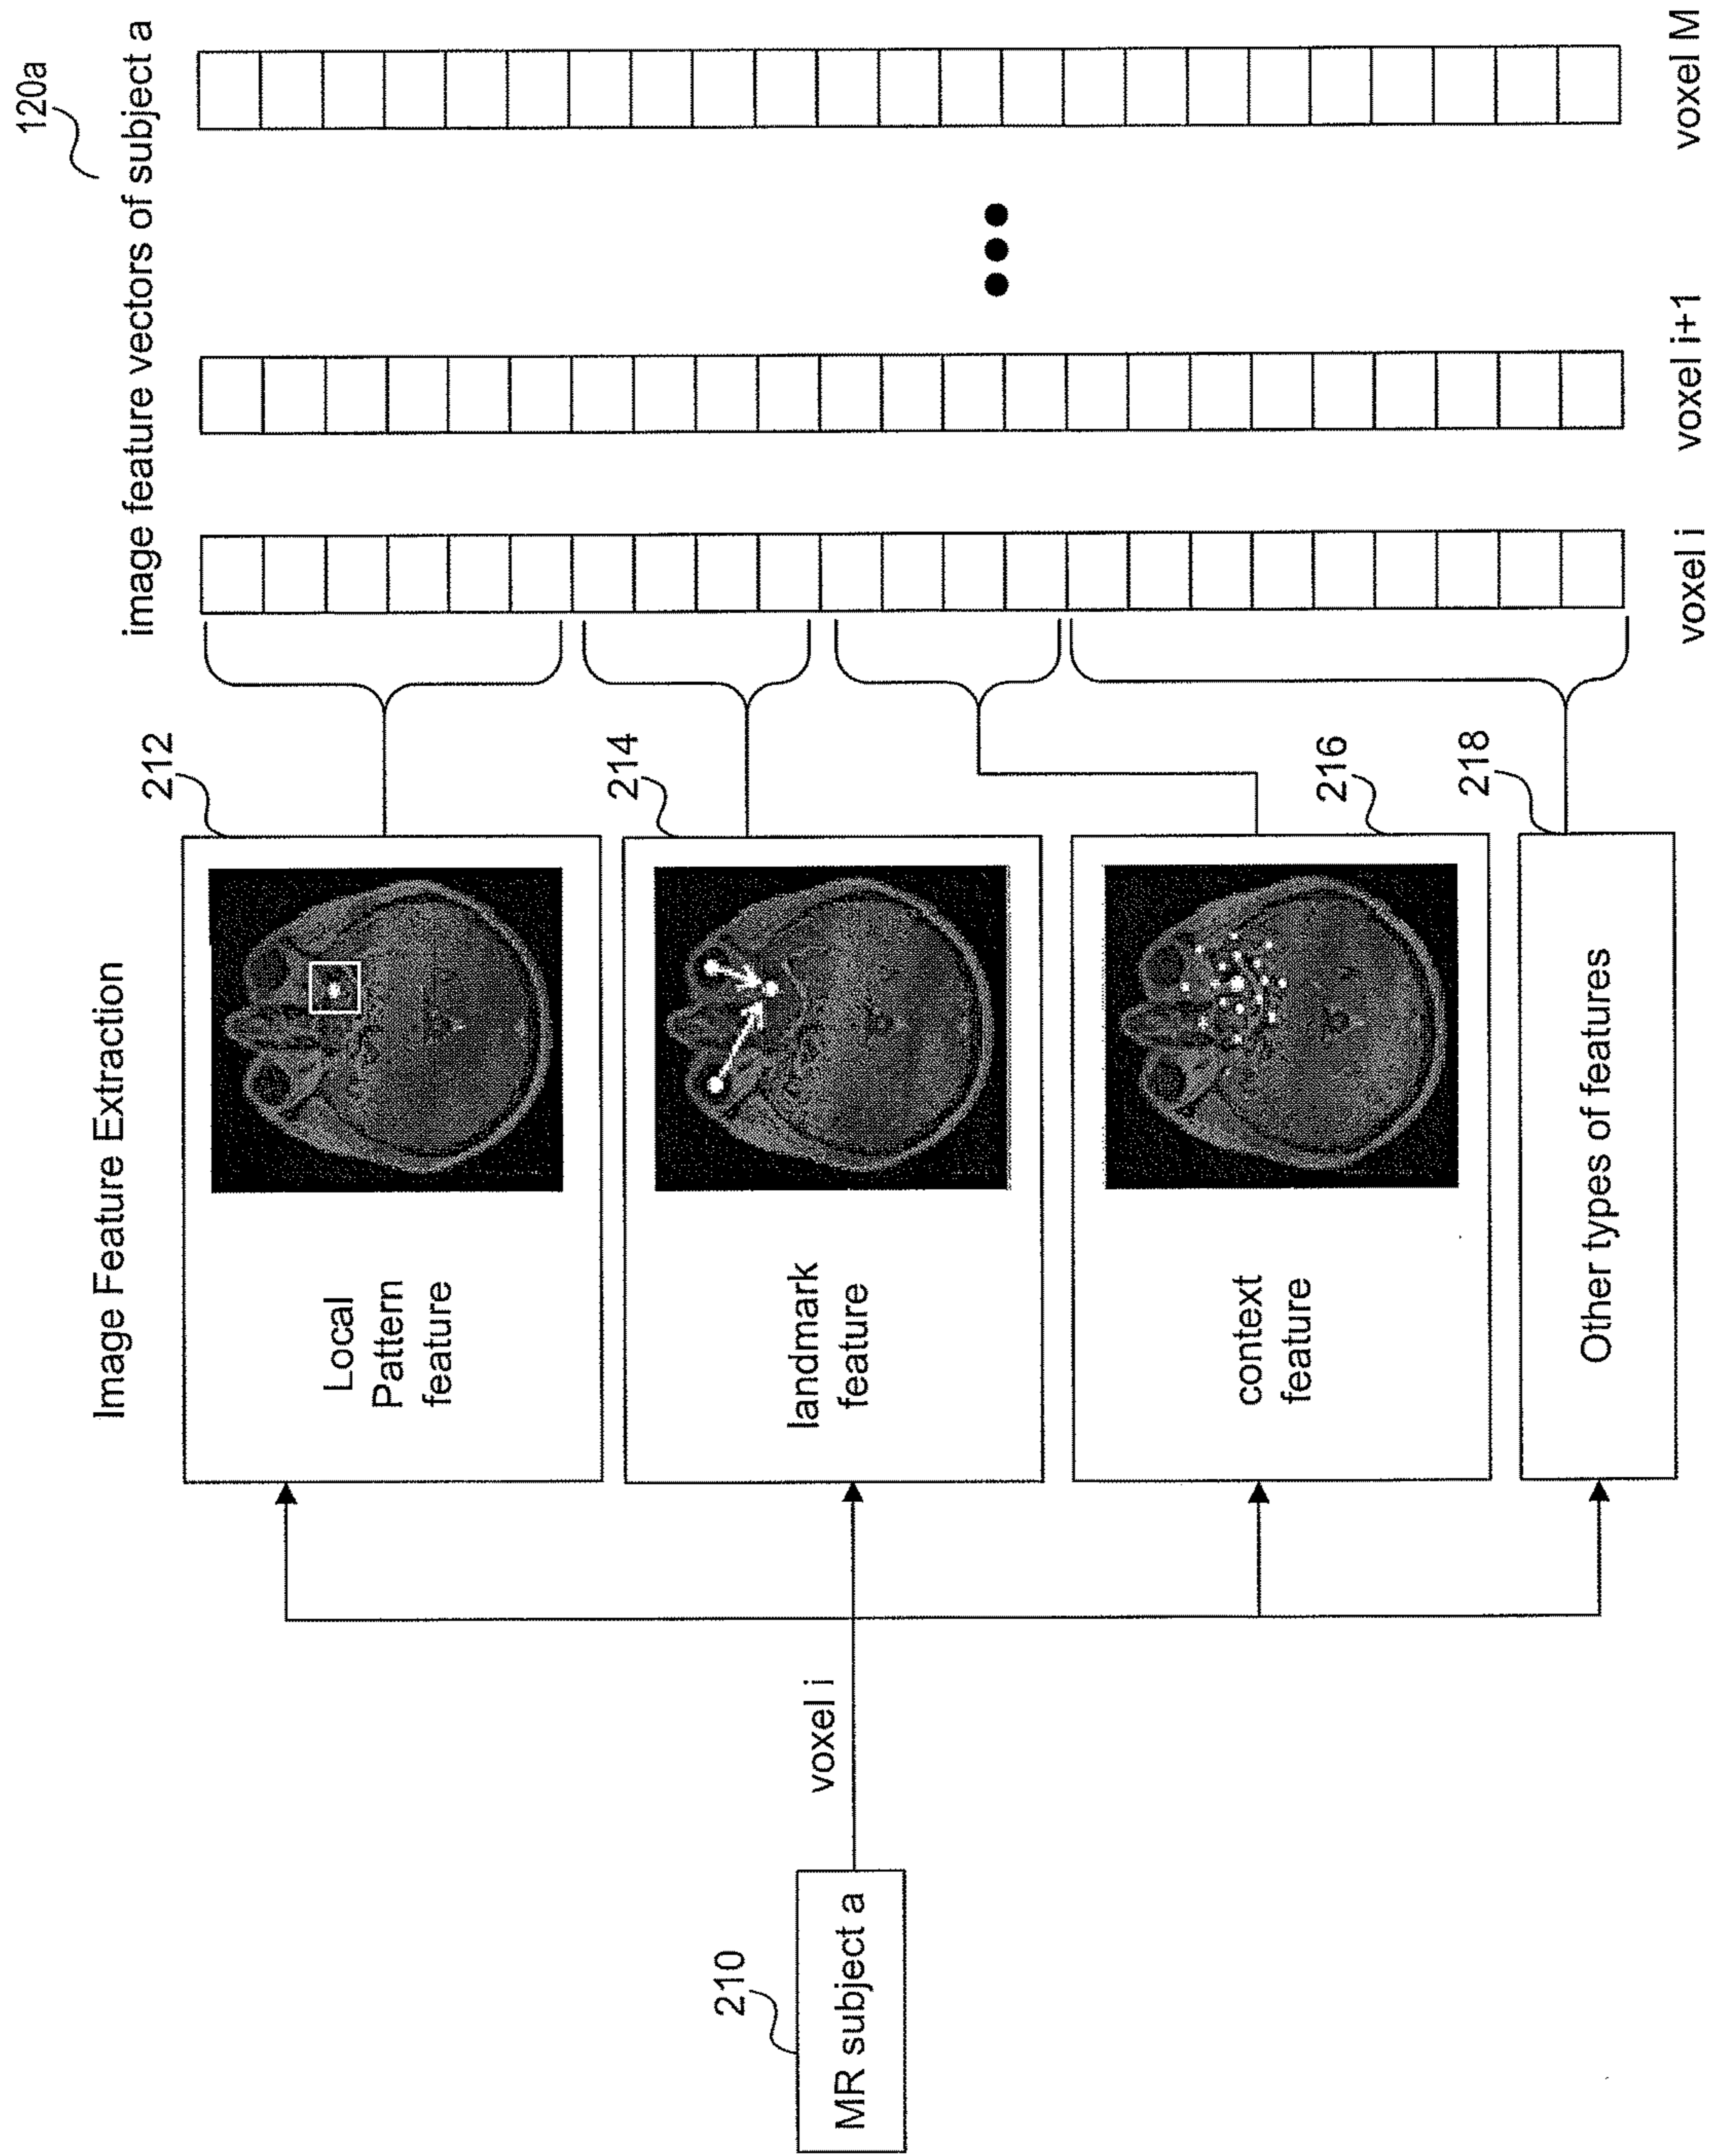 120a
Image Feature Extraction
image feature vectors of subject a
212
Local
Pattern
feature
214
landmark
feature
210
MR subject a
voxel i
216
context
feature
218
Other types of features
voxel i
voxel i+1
voxel M